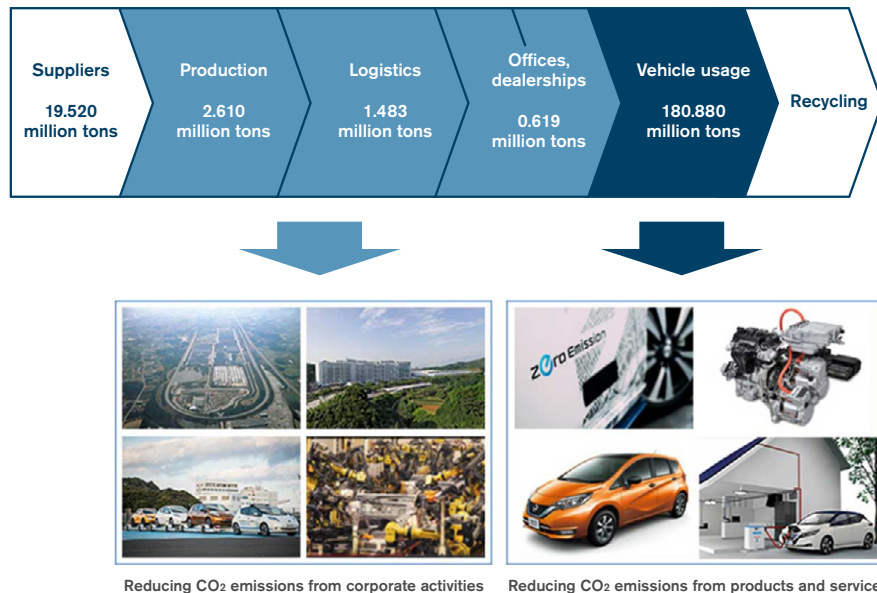 Suppliers
19.520
million tons
Production
2.610
million tons
Logistics
1.483
million tons
Offices,
dealerships
0.619
million tons
Vehicle usage
180.880
million tons
Recycling
Zero Emission
Reducing CO2 emissions from corporate activities
Reducing CO2 emissions from products and service